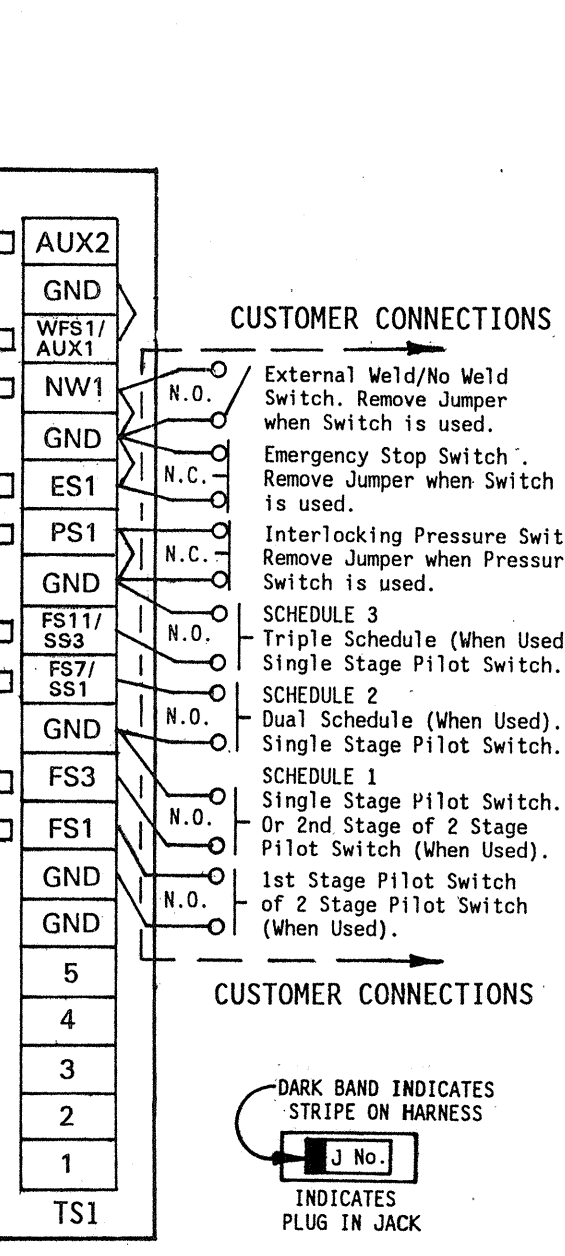 AUX2
GND
WFS1/
AUX1
NW1
GND
ES1
PS1
GND
FS11/
SS3
FS7/
SS1
GND
FS3
FS1
GND
GND
5
4
3
2
1
TS1
CUSTOMER CONNECTIONS
N.O.
External Weld/No Weld
Switch. Remove Jumper
when Switch is used.
N.C.
Emergency Stop Switch .
Remove Jumper when Switch
is used.
N.C.
Interlocking Pressure Swit
Remove Jumper when Pressur
Switch is used.
N.O.
SCHEDULE 3
Triple Schedule (When Used
Single Stage Pilot Switch.
N.O.
SCHEDULE 2
Dual Schedule (When Used).
Single Stage Pilot Switch.
N.O.
SCHEDULE 1
Single Stage Pilot Switch.
Or 2nd Stage of 2 Stage
Pilot Switch (When Used).
N.O.
1st Stage Pilot Switch
of 2 Stage Pilot Switch
(When Used).
CUSTOMER CONNECTIONS
DARK BAND INDICATES
STRIPE ON HARNESS
J No.
INDICATES
PLUG IN JACK